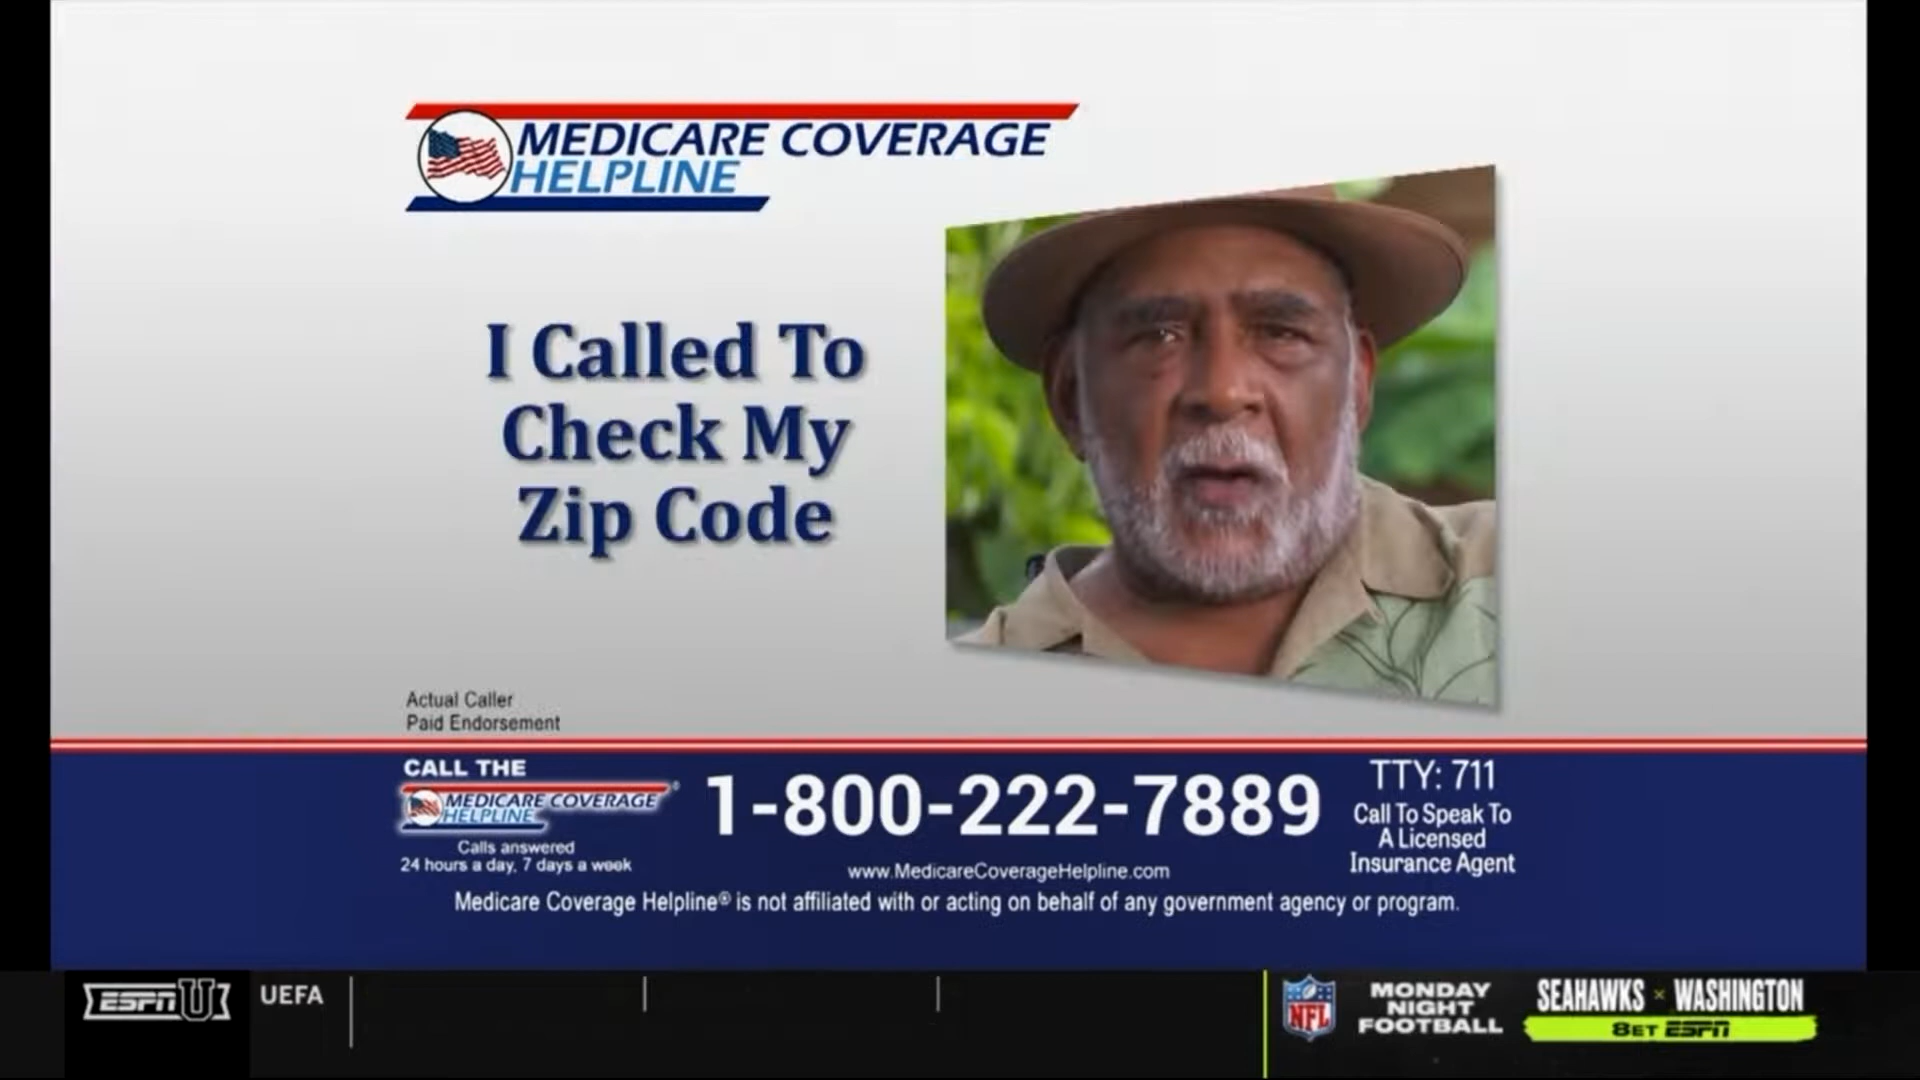 MEDICARE COVERAGE
HELPLINE
I Called To
Check My
Zip Code
Actual Caller
Paid Endorsement
CALL THE
MEDICARE COVERAGE ®
HELPLINE
Calls answered
24 hours a day, 7 days a week
1-800-222-7889
www.MedicareCoverageHelpline.com
TTY: 711
Call To Speak To
A Licensed
Insurance Agent
Medicare Coverage Helpline® is not affiliated with or acting on behalf of any government agency or program.
ESPN U
UEFA
NFL
MONDAY
NIGHT
FOOTBALL
SEAHAWKS × WASHINGTON
8ET ESPN